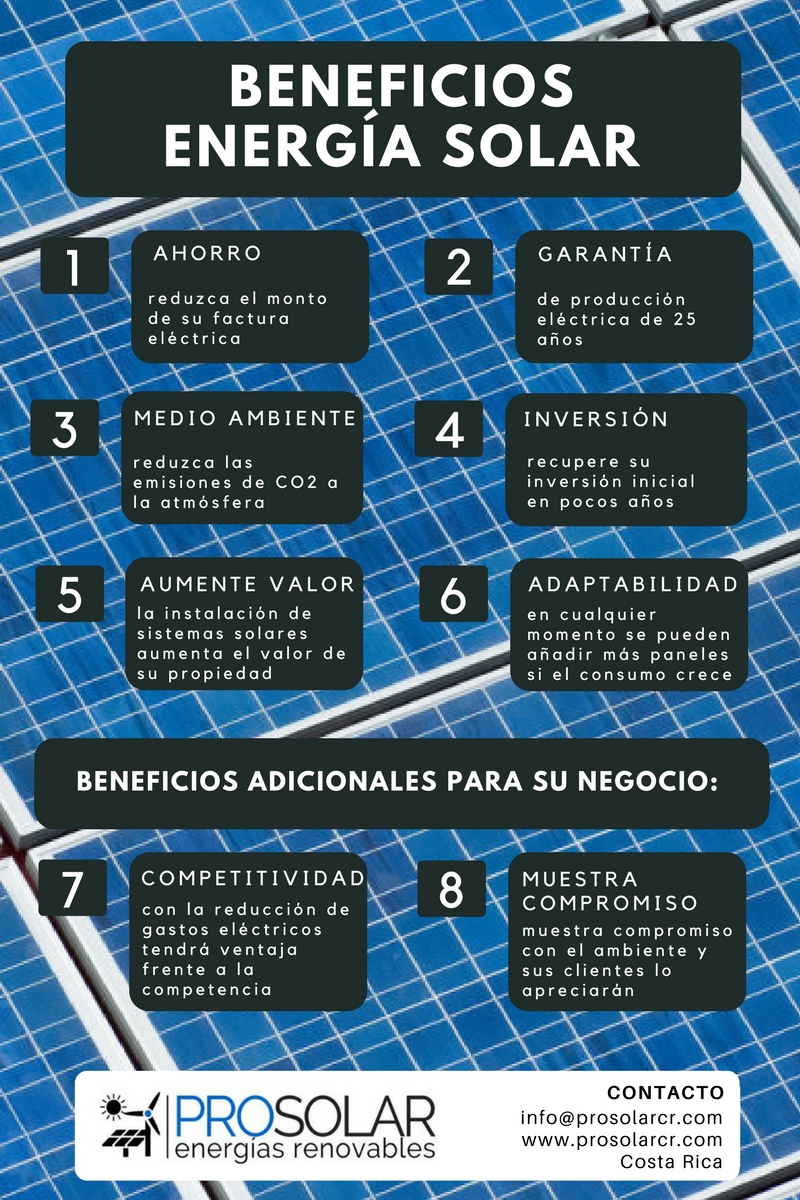 BENEFICIOS
ENERGÍA SOLAR
1
AHORRO
reduzca el monto
de su factura
eléctrica
2
GARANTÍA
de producción
eléctrica de 25
años
3
MEDIO AMBIENTE
reduzca las
emisiones de CO2 a
la atmósfera
4
INVERSIÓN
recupere su
inversión inicial
en pocos años
5
AUMENTE VALOR
la instalación de
sistemas solares
aumenta el valor de
su propiedad
6
ADAPTABILIDAD
en cualquier
momento se pueden
añadir más paneles
si el consumo crece
BENEFICIOS ADICIONALES PARA SU NEGOCIO:
7
COMPETITIVIDAD
con la reducción de
gastos eléctricos
tendrá ventaja
frente a la
competencia
8
MUESTRA
COMPROMISO
muestra compromiso
con el ambiente y
sus clientes lo
apreciarán
PROSOLAR
energías renovables
CONTACTO
info@prosolarcr.com
www.prosolarcr.com
Costa Rica